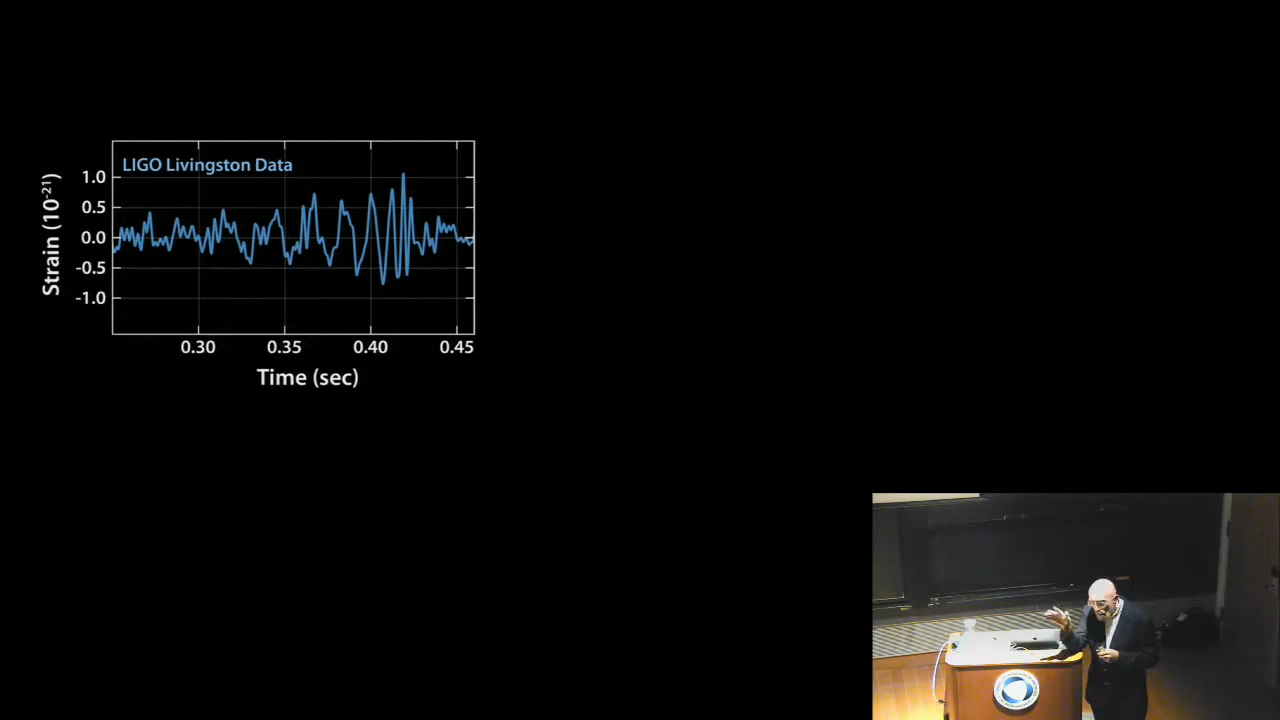 LIGO Livingston Data
Strain (10⁻²¹)
1.0
0.5
0.0
-0.5
-1.0
0.30 0.35 0.40 0.45
Time (sec)